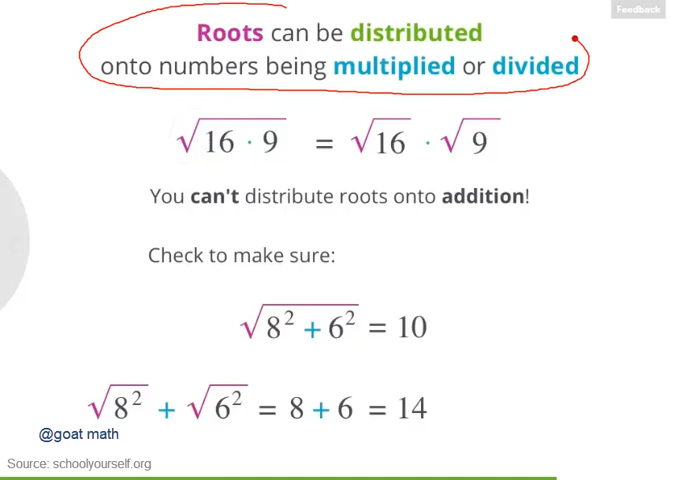 Feedback
Roots can be distributed
onto numbers being multiplied or divided
√16 · 9 = √16 · √9
You can't distribute roots onto addition!
Check to make sure:
√8² + 6² = 10
√8² + √6² = 8 + 6 = 14
@goat math
Source: schoolyourself.org